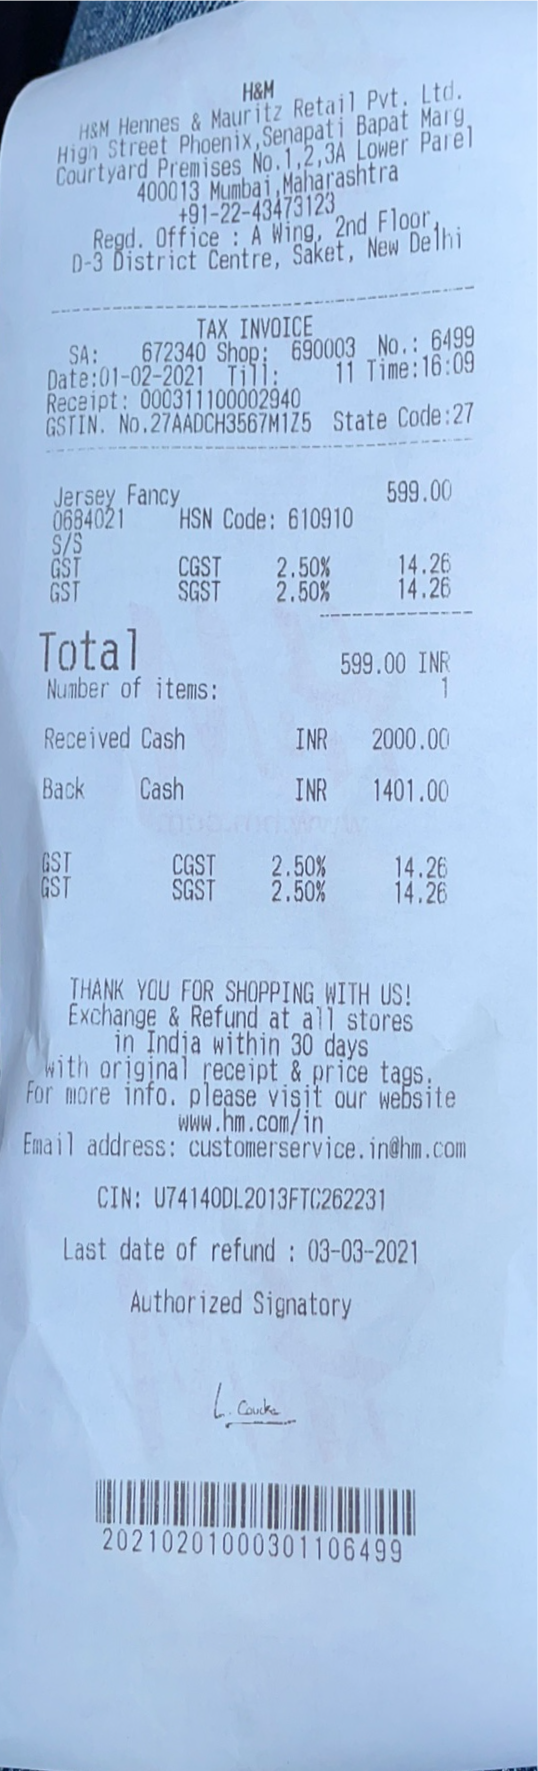 H&M
H&M Hennes & Mauritz Retail Pvt. Ltd.
High Street Phoenix,Senapati Bapat Marg
Courtyard Premises No.1,2,3A Lower Parel
400013 Mumbai,Maharashtra
+91-22-43473123
Regd. Office : A Wing, 2nd Floor,
D-3 District Centre, Saket, New Delhi
TAX INVOICE
SA: 672340 Shop: 690003 No.: 6499
Date:01-02-2021 Till: 11 Time:16:09
Receipt: 000311100002940
GSTIN. No.27AADCH3567M1Z5 State Code:27
Jersey Fancy 599.00
0684021 HSN Code: 610910
S/S
GST CGST 2.50% 14.26
GST SGST 2.50% 14.26
Total 599.00 INR
Number of items: 1
Received Cash INR 2000.00
Back Cash INR 1401.00
GST CGST 2.50% 14.26
GST SGST 2.50% 14.26
THANK YOU FOR SHOPPING WITH US!
Exchange & Refund at all stores
in India within 30 days
with original receipt & price tags.
For more info. please visit our website
www.hm.com/in
Email address: customerservice.in@hm.com
CIN: U74140DL2013FTC262231
Last date of refund : 03-03-2021
Authorized Signatory
L.
20210201000301106499